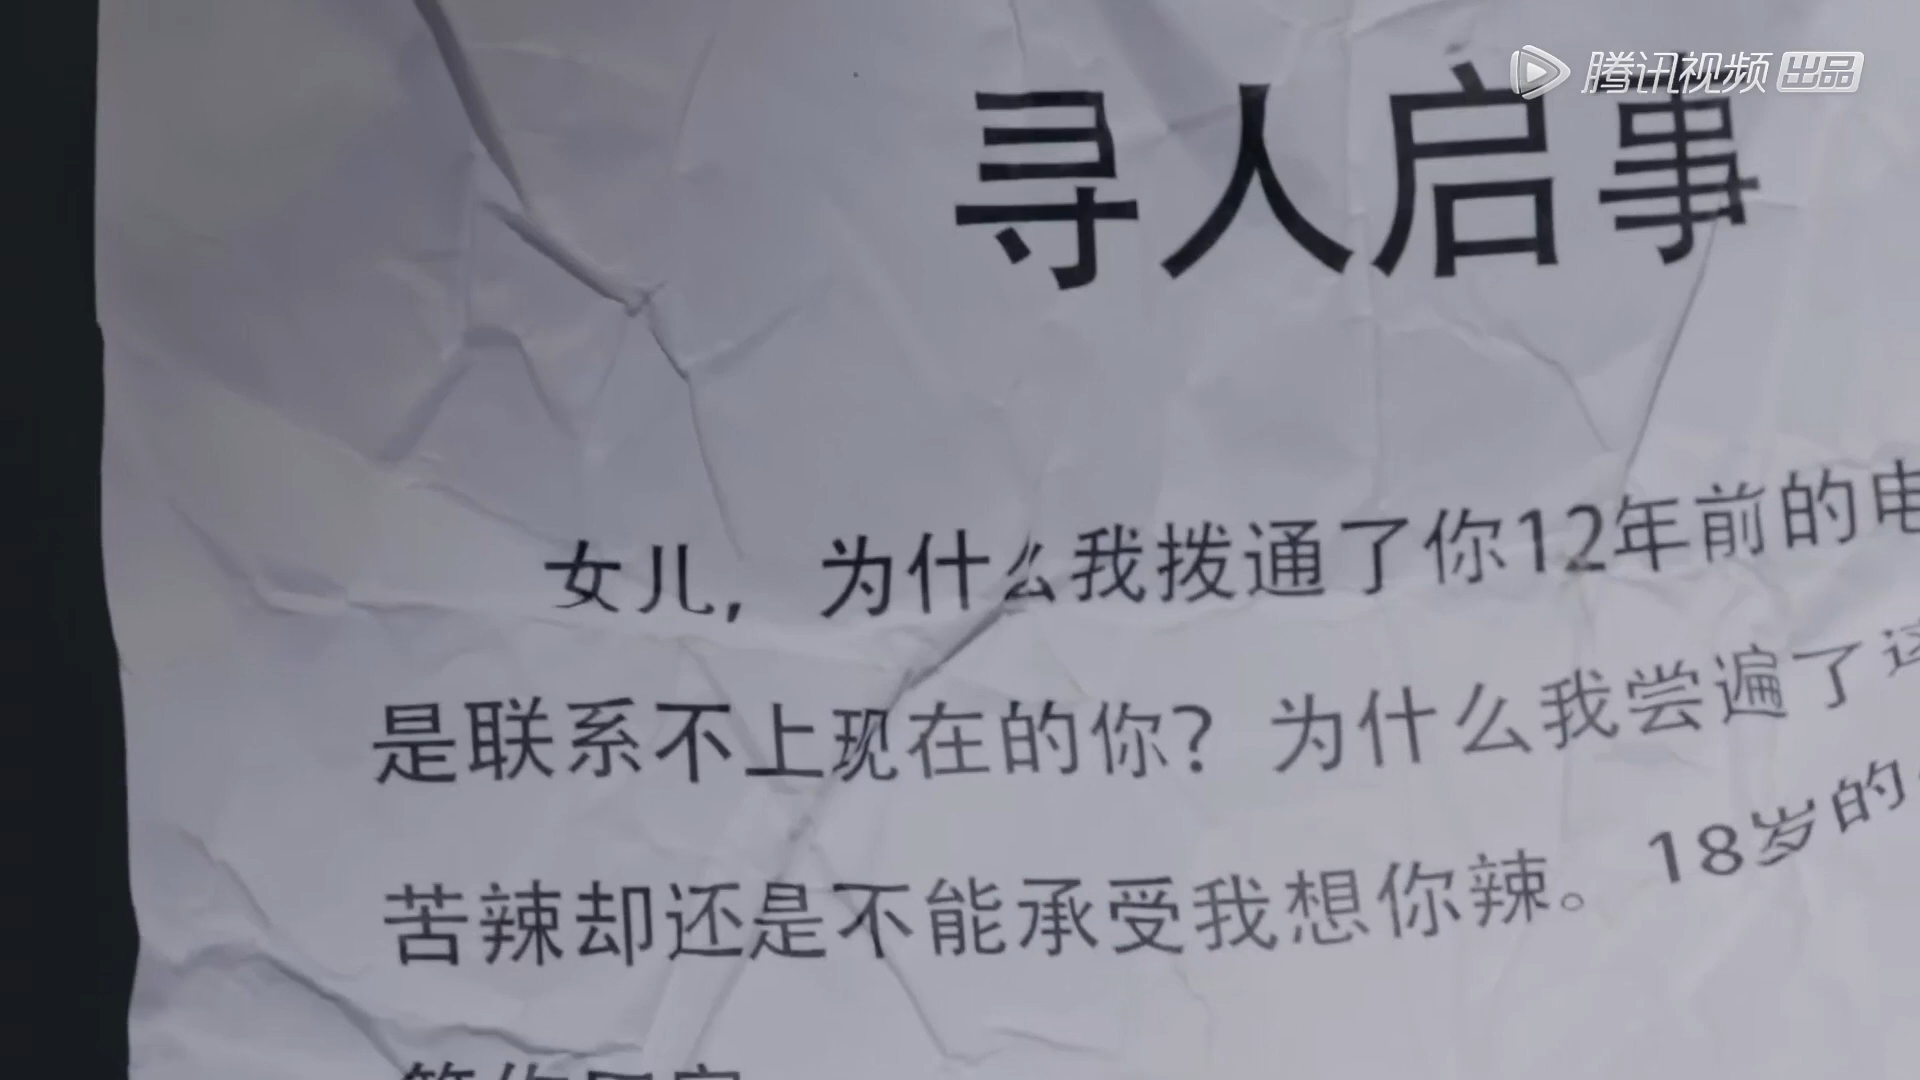 腾讯视频 出品
寻人启事
女儿，为什么我拨通了你12年前的电
是联系不上现在的你？为什么我尝遍了这
苦辣却还是不能承受我想你辣。18岁的